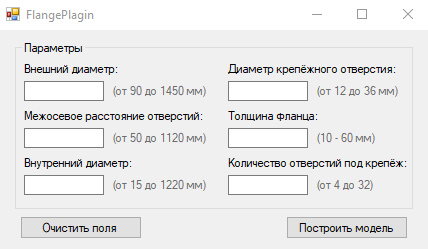 FlangePlagin
Параметры
Внешний диаметр:
(от 90 до 1450 мм)
Диаметр крепёжного отверстия:
(от 12 до 36 мм)
Межосевое расстояние отверстий:
(от 50 до 1120 мм)
Толщина фланца:
(10 - 60 мм)
Внутренний диаметр:
(от 15 до 1220 мм)
Количество отверстий под крепёж:
(от 4 до 32)
Очистить поля
Построить модель